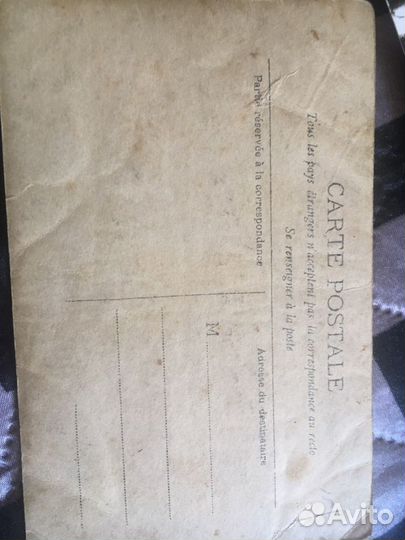 CARTE POSTALE
Tous les pays étrangers n'acceptent pas la correspondance au recto
Se renseigner à la poste
Partie réservée à la correspondance
Adresse du destinataire
M
Avito